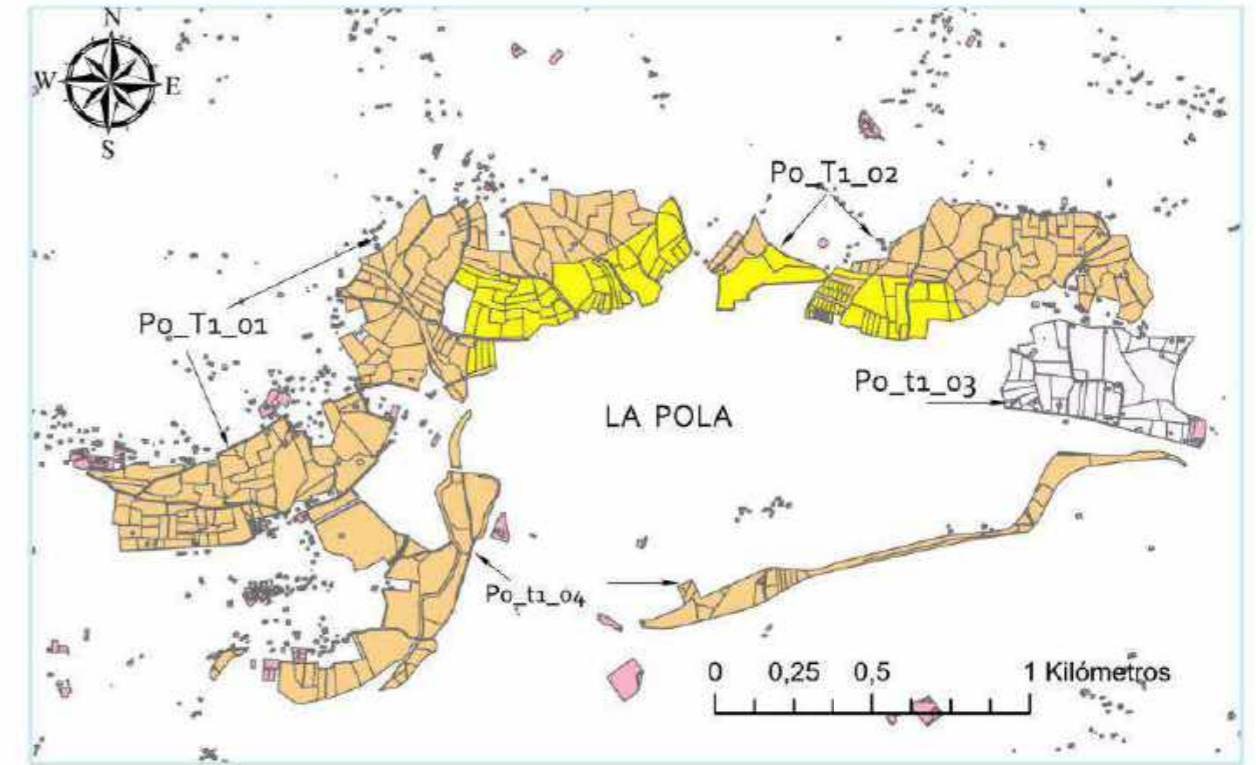 N
W E
S
Po_T1_02
Po_T1_01
Po_t1_03
LA POLA
Po_t1_04
0 0,25 0,5 1 Kilómetros